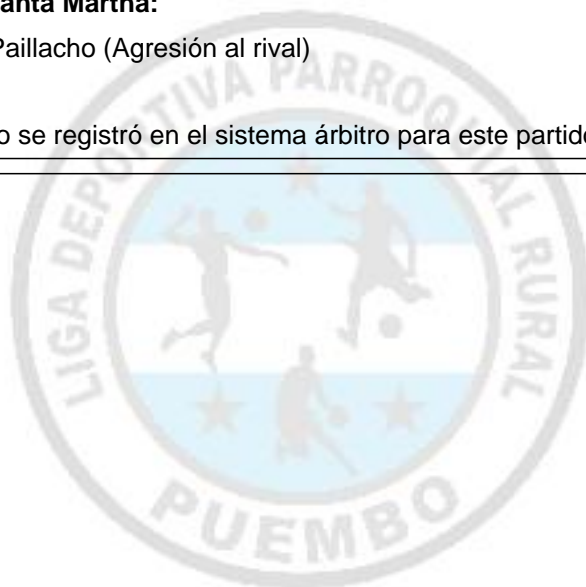 anta Martha:
Paillacho (Agresión al rival)
o se registró en el sistema árbitro para este partido
LIGA DEPORTIVA PARROQUIAL RURAL
PUEMBO